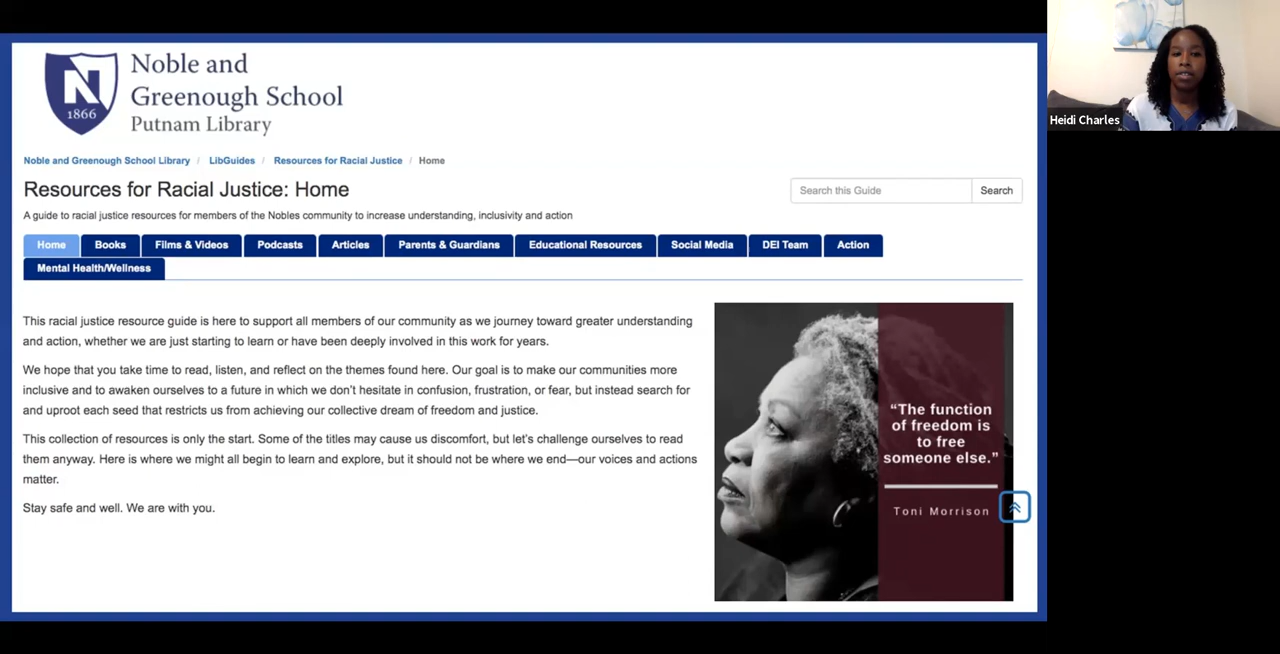 Noble and
Greenough School
Putnam Library
N
1866
Heidi Charles
Noble and Greenough School Library / LibGuides / Resources for Racial Justice / Home
Resources for Racial Justice: Home
Search this Guide
Search
A guide to racial justice resources for members of the Nobles community to increase understanding, inclusivity and action
Home Books Films & Videos Podcasts Articles Parents & Guardians Educational Resources Social Media DEI Team Action
Mental Health/Wellness
This racial justice resource guide is here to support all members of our community as we journey toward greater understanding
and action, whether we are just starting to learn or have been deeply involved in this work for years.
We hope that you take time to read, listen, and reflect on the themes found here. Our goal is to make our communities more
inclusive and to awaken ourselves to a future in which we don’t hesitate in confusion, frustration, or fear, but instead search for
and uproot each seed that restricts us from achieving our collective dream of freedom and justice.
This collection of resources is only the start. Some of the titles may cause us discomfort, but let’s challenge ourselves to read
them anyway. Here is where we might all begin to learn and explore, but it should not be where we end—our voices and actions
matter.
Stay safe and well. We are with you.
“The function
of freedom is
to free
someone else.”
Toni Morrison